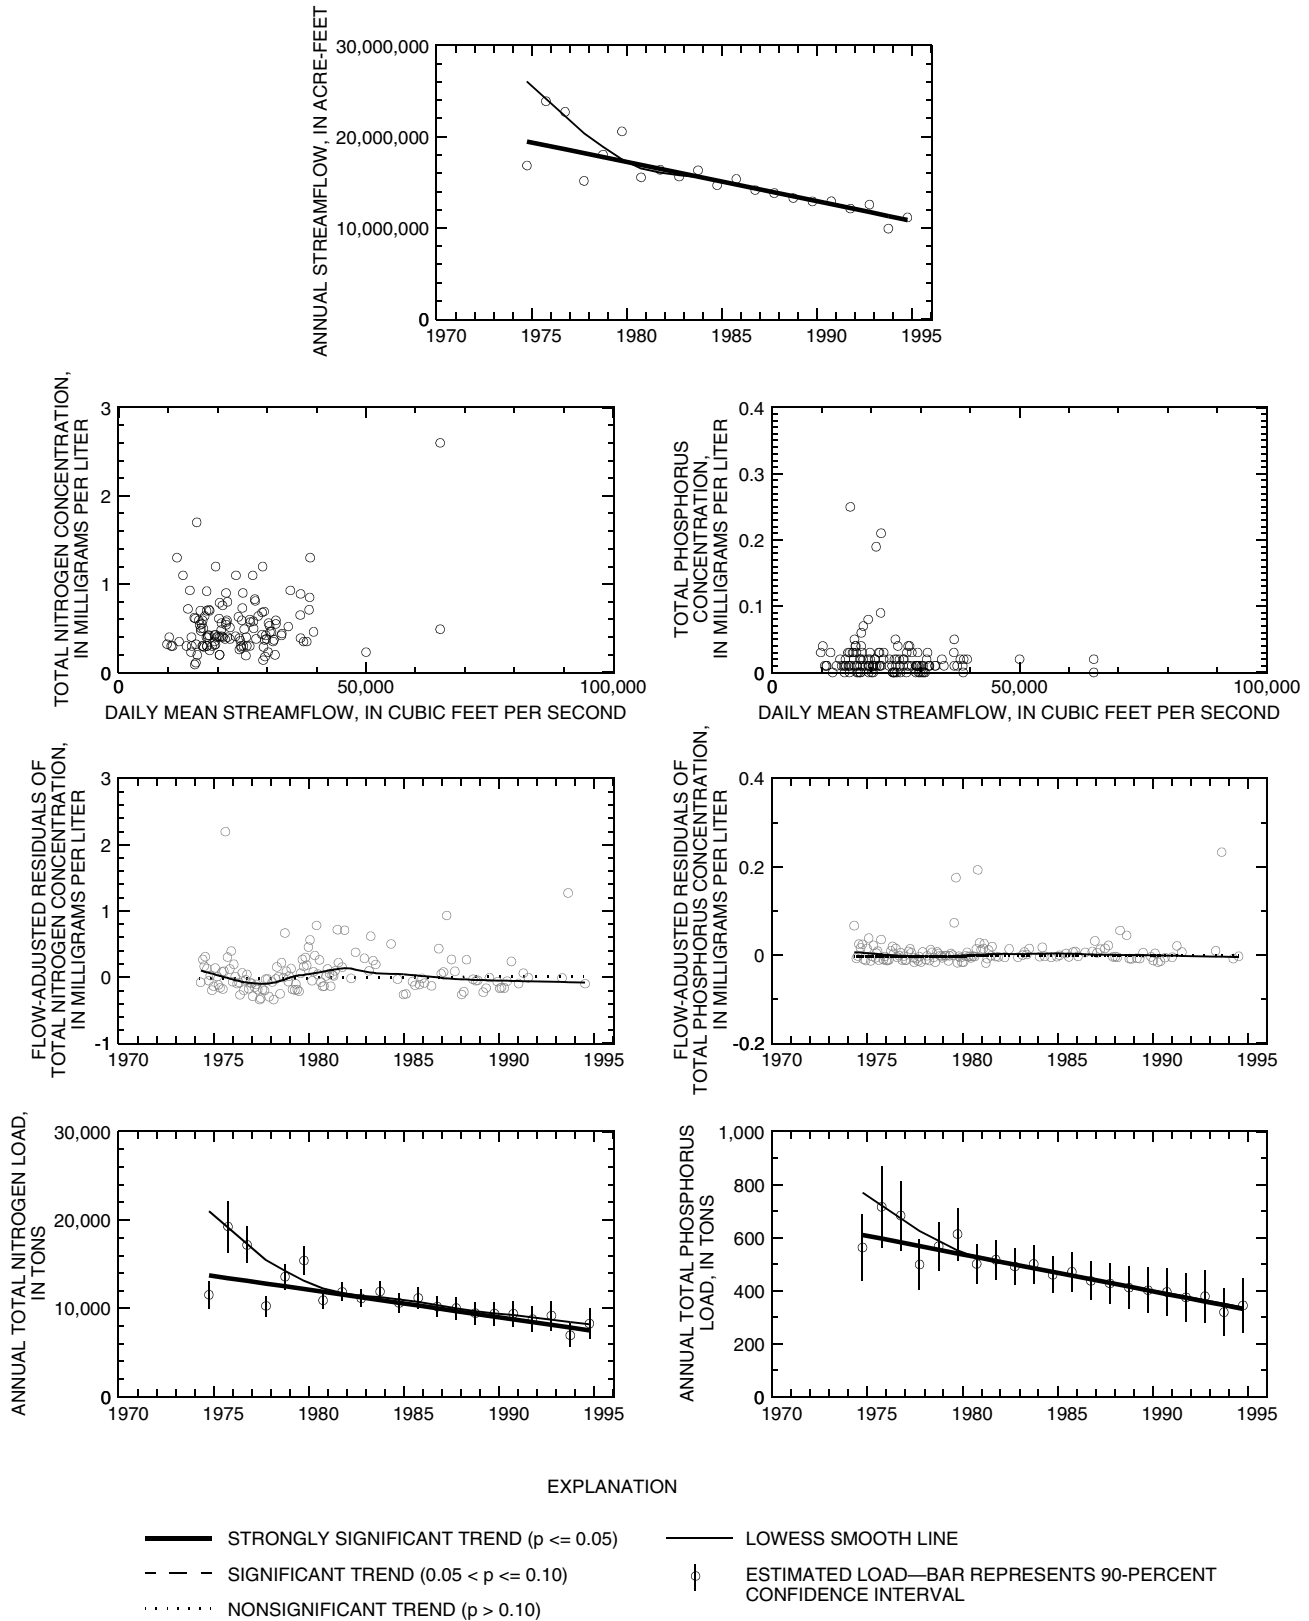 ANNUAL STREAMFLOW, IN ACRE-FEET
30,000,000
20,000,000
10,000,000
0
1970 1975 1980 1985 1990 1995
TOTAL NITROGEN CONCENTRATION,
IN MILLIGRAMS PER LITER
3
2
1
0
0 50,000 100,000
DAILY MEAN STREAMFLOW, IN CUBIC FEET PER SECOND
TOTAL PHOSPHORUS
CONCENTRATION,
IN MILLIGRAMS PER LITER
0.4
0.3
0.2
0.1
0
0 50,000 100,000
DAILY MEAN STREAMFLOW, IN CUBIC FEET PER SECOND
FLOW-ADJUSTED RESIDUALS OF
TOTAL NITROGEN CONCENTRATION,
IN MILLIGRAMS PER LITER
3
2
1
0
-1
1970 1975 1980 1985 1990 1995
FLOW-ADJUSTED RESIDUALS OF
TOTAL PHOSPHORUS CONCENTRATION,
IN MILLIGRAMS PER LITER
0.4
0.2
0
-0.2
1970 1975 1980 1985 1990 1995
ANNUAL TOTAL NITROGEN LOAD,
IN TONS
30,000
20,000
10,000
0
1970 1975 1980 1985 1990 1995
ANNUAL TOTAL PHOSPHORUS
LOAD, IN TONS
1,000
800
600
400
200
0
1970 1975 1980 1985 1990 1995
EXPLANATION
STRONGLY SIGNIFICANT TREND (p <= 0.05)
SIGNIFICANT TREND (0.05 < p <= 0.10)
NONSIGNIFICANT TREND (p > 0.10)
LOWESS SMOOTH LINE
ESTIMATED LOAD—BAR REPRESENTS 90-PERCENT
CONFIDENCE INTERVAL